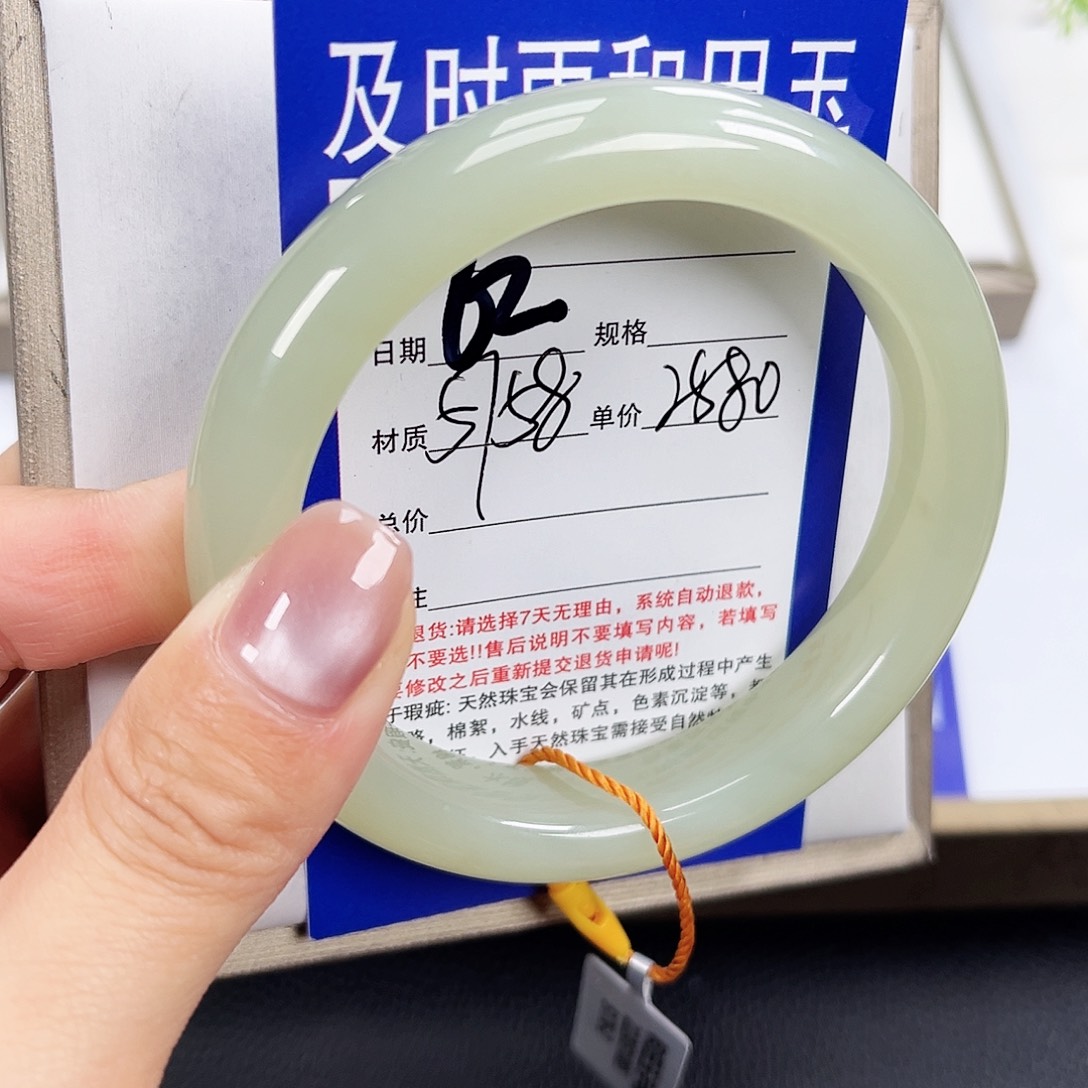 及时雨和田玉
62
日期 规格
材质 5/58 单价 2880
总价
退货:请选择7天无理由，系统自动退款，
不要选!!售后说明不要填写内容，若填写
修改之后重新提交退货申请呢!
瑕疵: 天然珠宝会保留其在形成过程中产生
棉絮，水线，矿点，色素沉淀等，
入手天然珠宝需接受自然